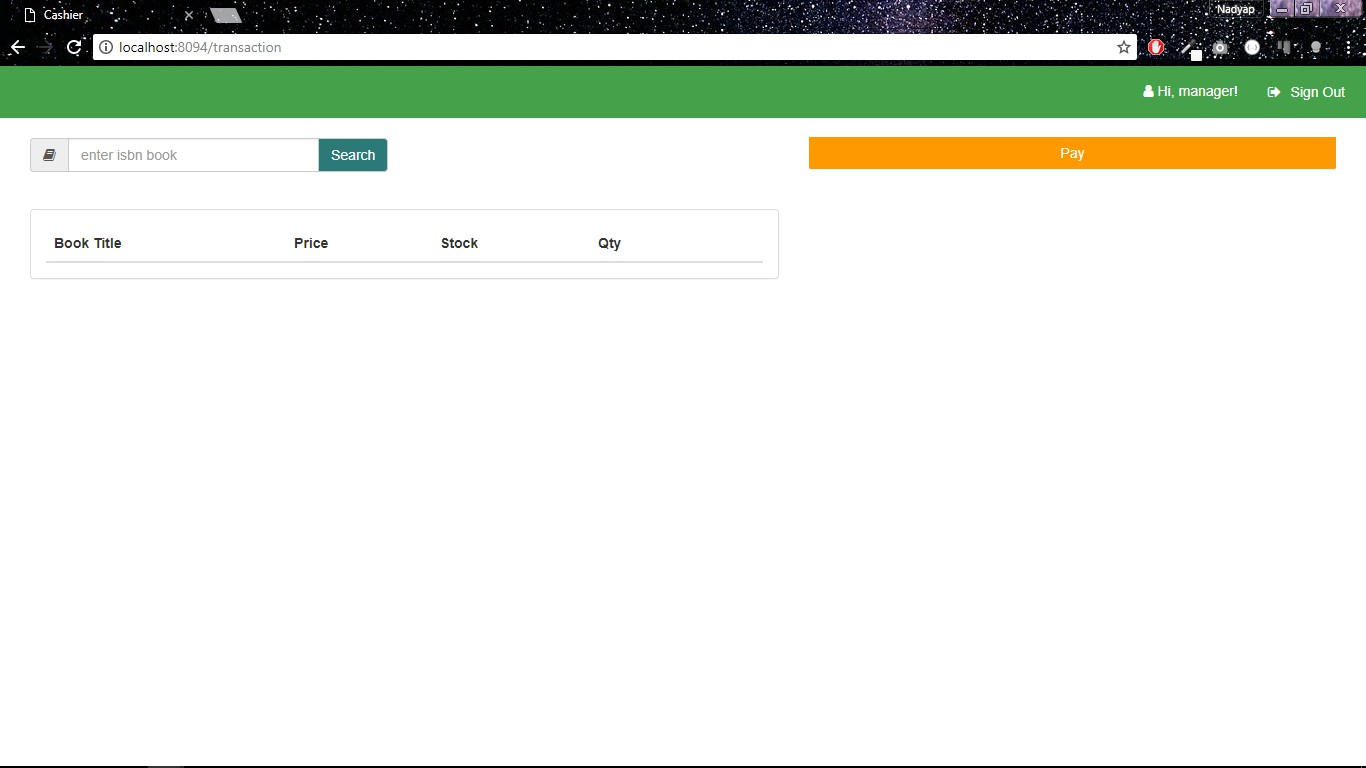 Cashier
Nadyap
localhost:8094/transaction
Hi, manager! Sign Out
enter isbn book Search Pay
Book Title Price Stock Qty